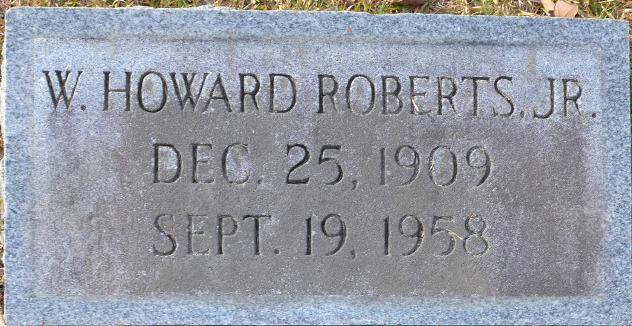 W. HOWARD ROBERTS, JR.
DEC. 25, 1909
SEPT. 19, 1958